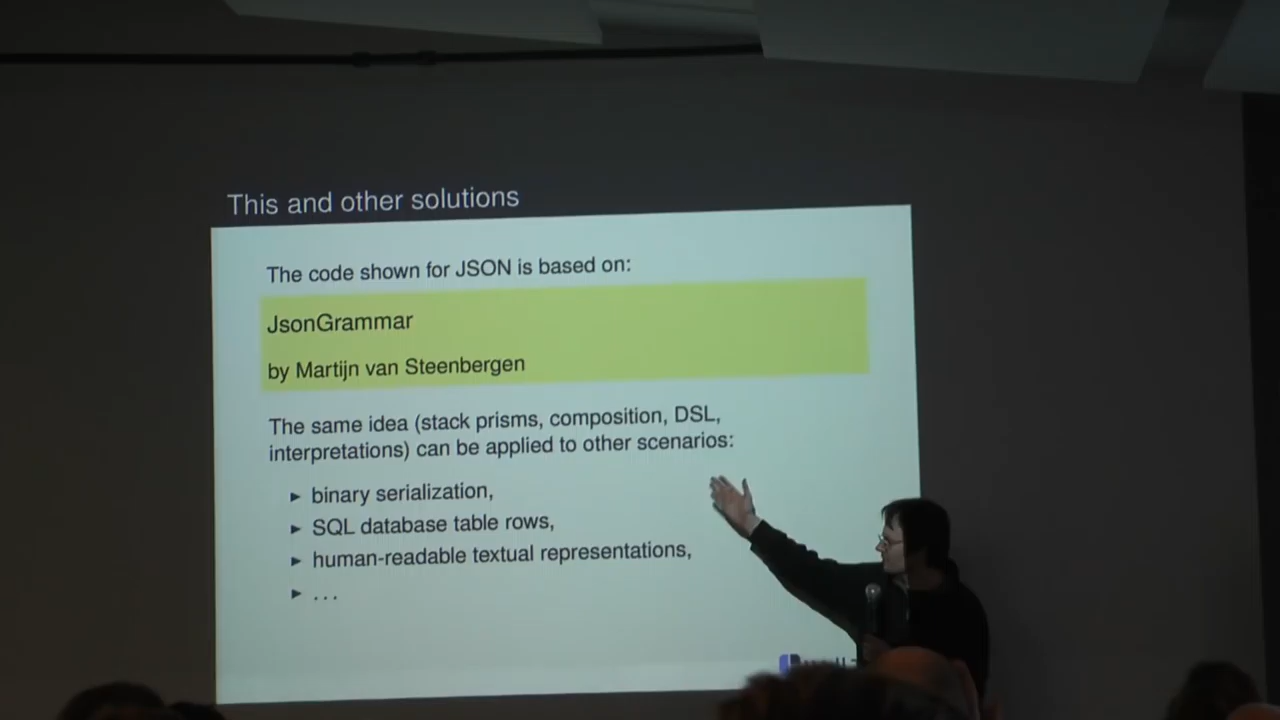 This and other solutions
The code shown for JSON is based on:
JsonGrammar
by Martijn van Steenbergen
The same idea (stack prisms, composition, DSL,
interpretations) can be applied to other scenarios:
▸ binary serialization,
▸ SQL database table rows,
▸ human-readable textual representations,
▸ . . .